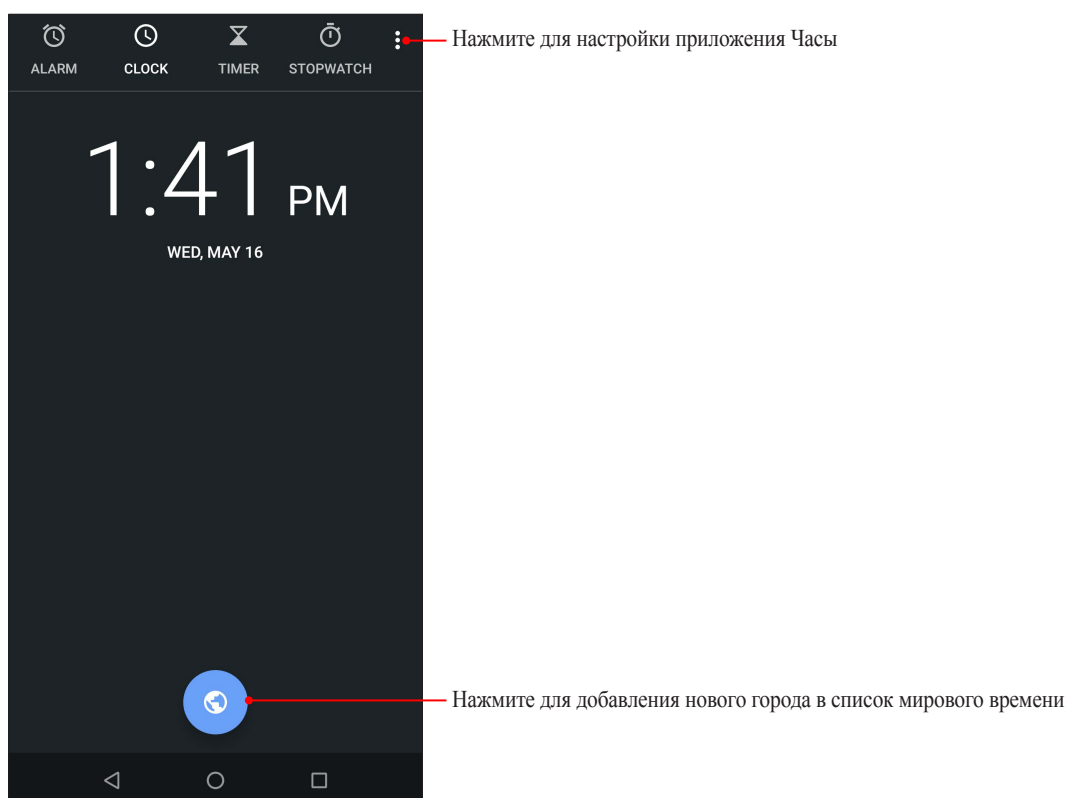 Нажмите для настройки приложения Часы
ALARM CLOCK TIMER STOPWATCH
1:41 PM
WED, MAY 16
Нажмите для добавления нового города в список мирового времени